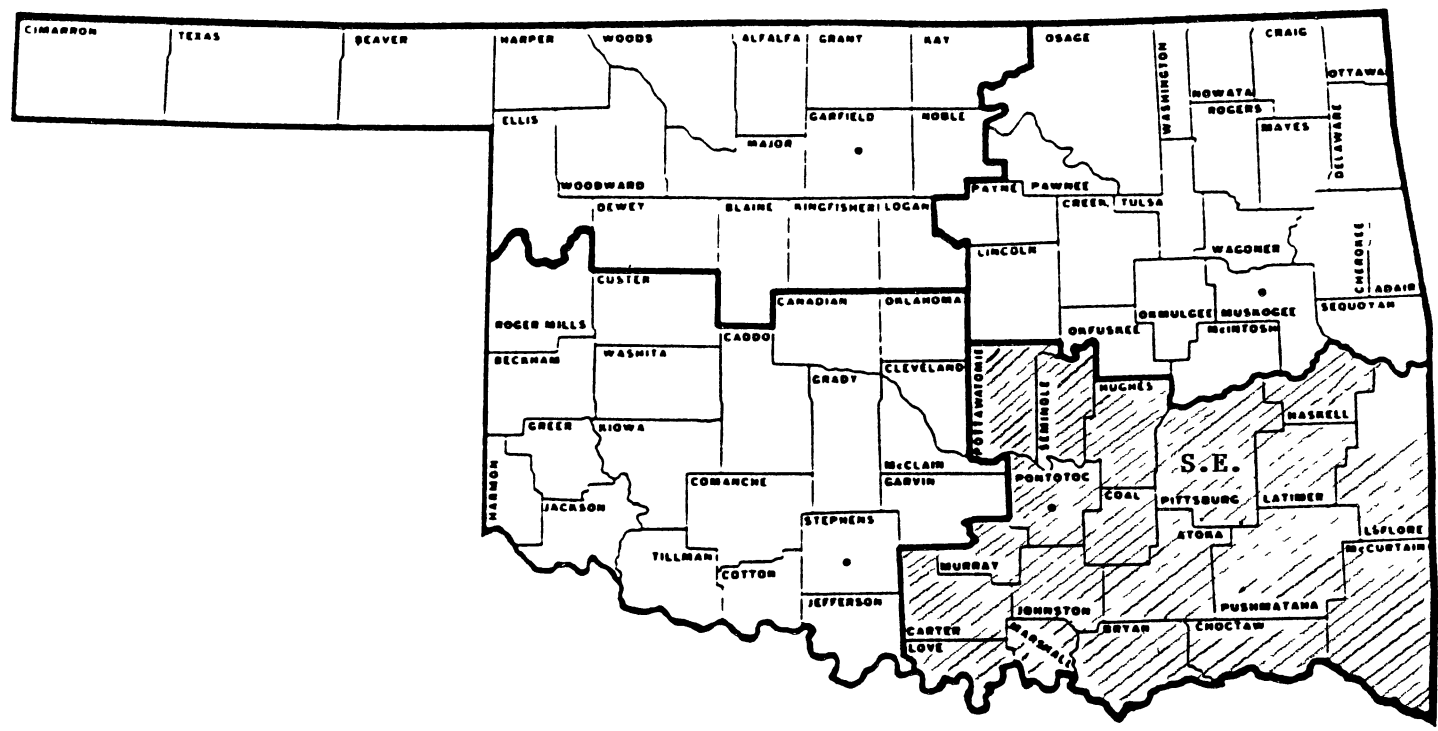 CIMARRON
TEXAS
BEAVER
HARPER
WOODS
ALFALFA
GRANT
KAY
OSAGE
WASHINGTON
CRAIG
OTTAWA
NOWATA
ROGERS
MAYES
DELAWARE
ELLIS
GARFIELD
NOBLE
MAJOR
WOODWARD
PAYNE
PAWNEE
DEWEY
BLAINE
KINGFISHER
LOGAN
CREEK
TULSA
LINCOLN
WAGONER
CHEROKEE
ADAIR
CUSTER
CANADIAN
OKLAHOMA
SEQUOYAH
ROGER MILLS
OKMULGEE
MUSKOGEE
CADDO
OKFUSKEE
McINTOSH
BECKHAM
WASHITA
CLEVELAND
POTTAWATOMIE
GRADY
SEMINOLE
HUGHES
HASKELL
GREER
KIOWA
S.E.
McCLAIN
HARMON
COMANCHE
GARVIN
PONTOTOC
COAL
PITTSBURG
LATIMER
JACKSON
STEPHENS
ATOKA
LEFLORE
McCURTAIN
TILLMAN
COTTON
MURRAY
JEFFERSON
JOHNSTON
PUSHMATAHA
CARTER
MARSHALL
BRYAN
CHOCTAW
LOVE